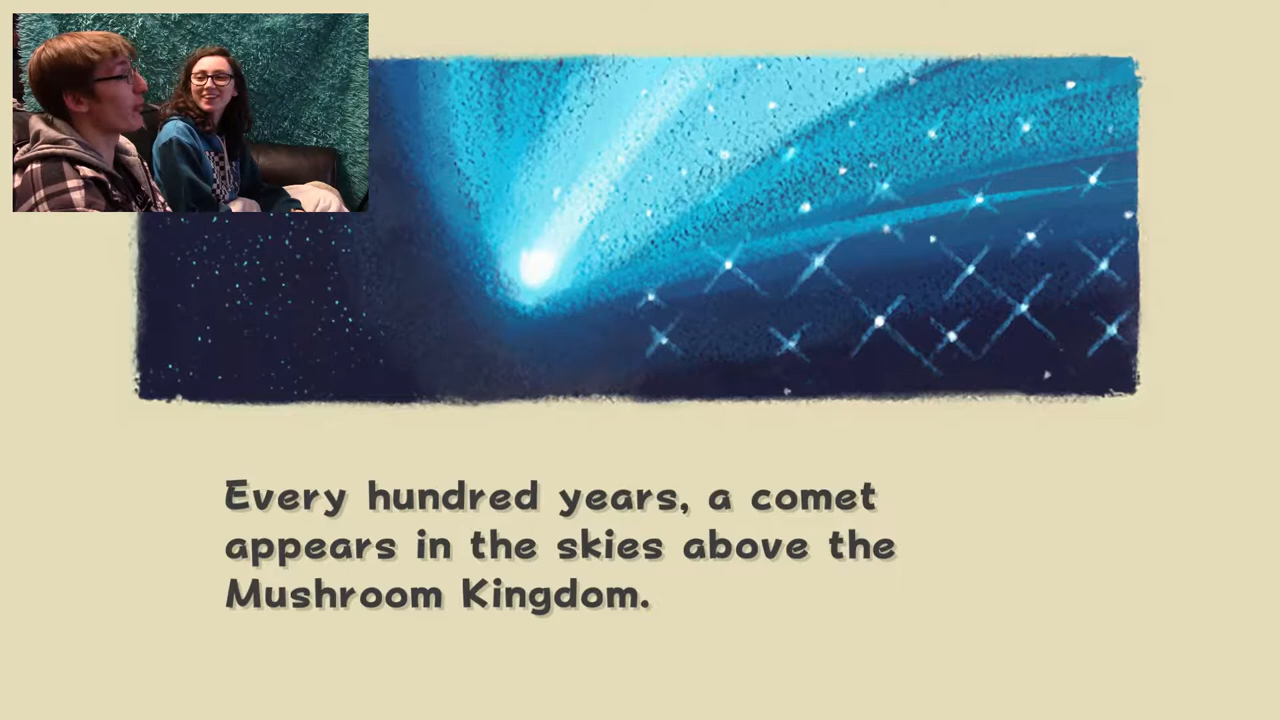 Every hundred years, a comet
appears in the skies above the
Mushroom Kingdom.